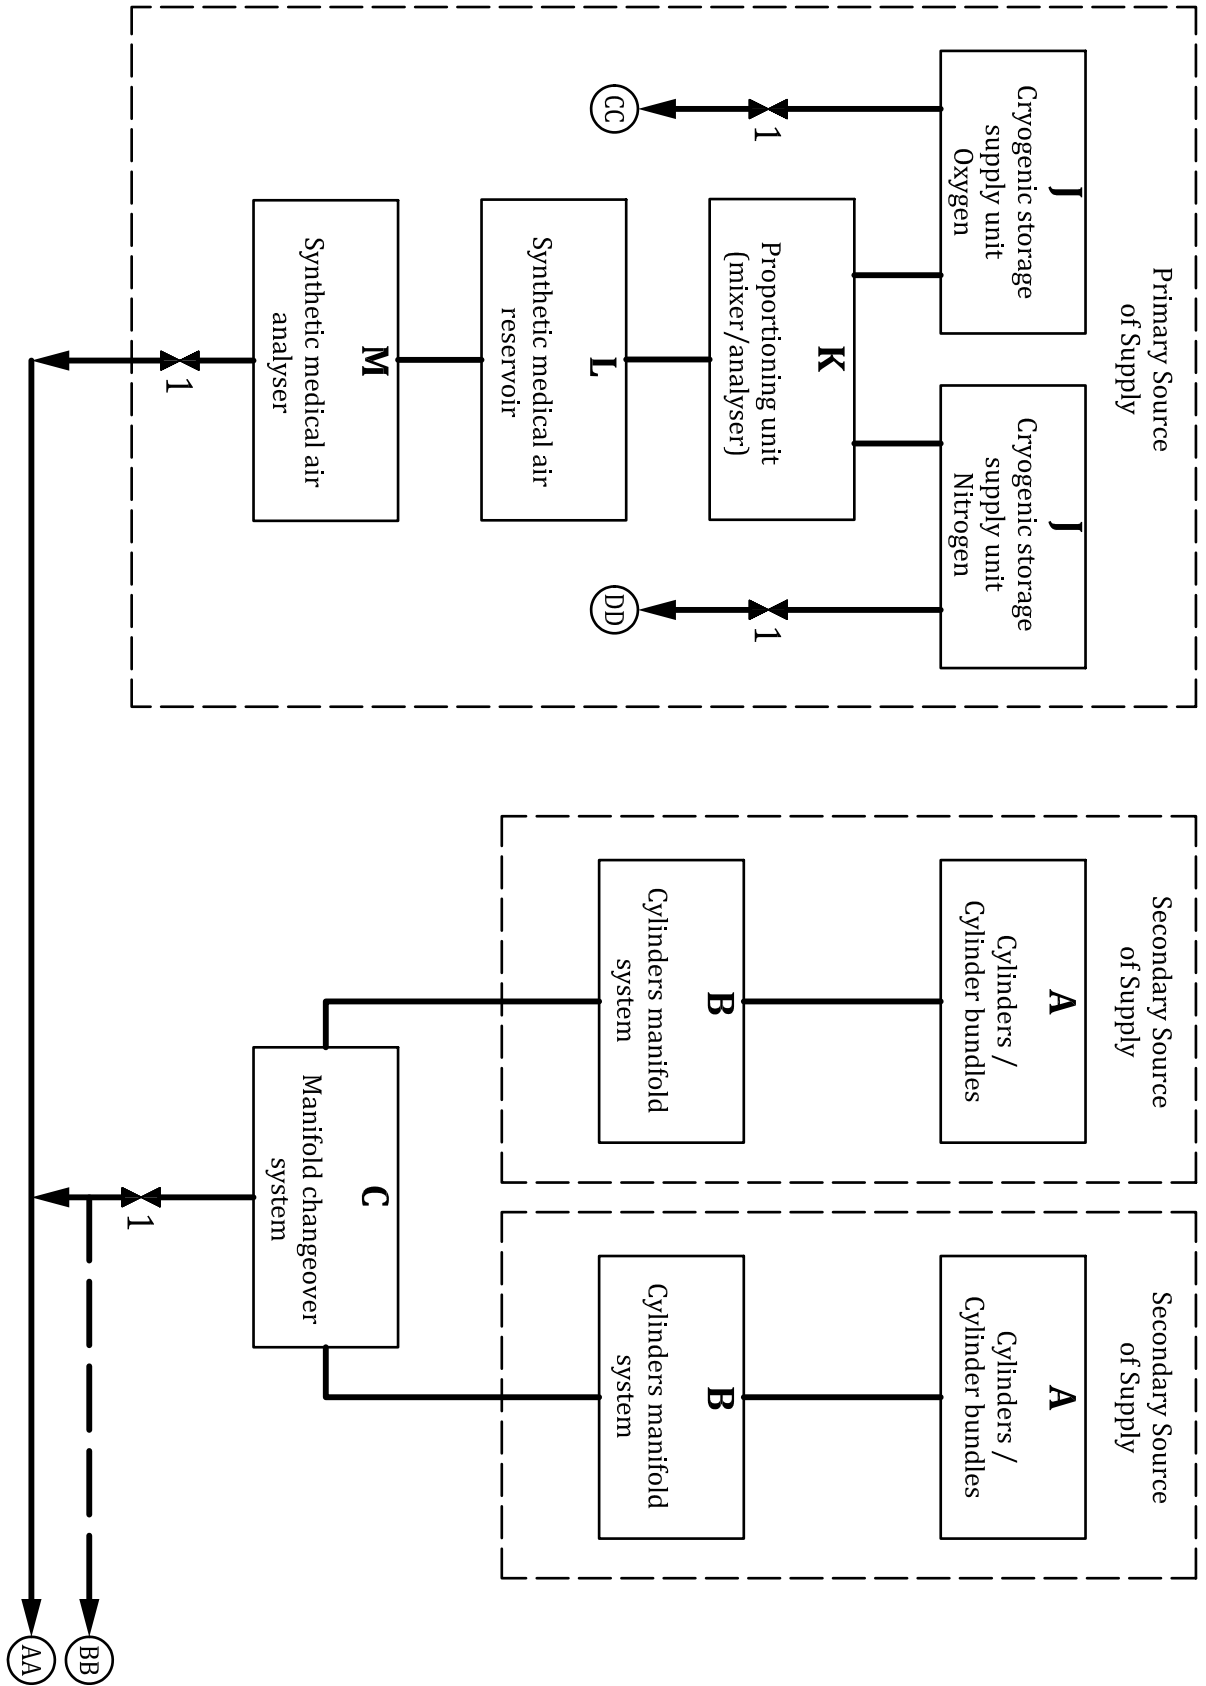 Primary Source
of Supply
J
Cryogenic storage
supply unit
Oxygen
J
Cryogenic storage
supply unit
Nitrogen
1
CC
K
Proportioning unit
(mixer/analyser)
1
DD
L
Synthetic medical air
reservoir
M
Synthetic medical air
analyser
1
Secondary Source
of Supply
A
Cylinders /
Cylinder bundles
B
Cylinders manifold
system
Secondary Source
of Supply
A
Cylinders /
Cylinder bundles
B
Cylinders manifold
system
C
Manifold changeover
system
1
BB
AA